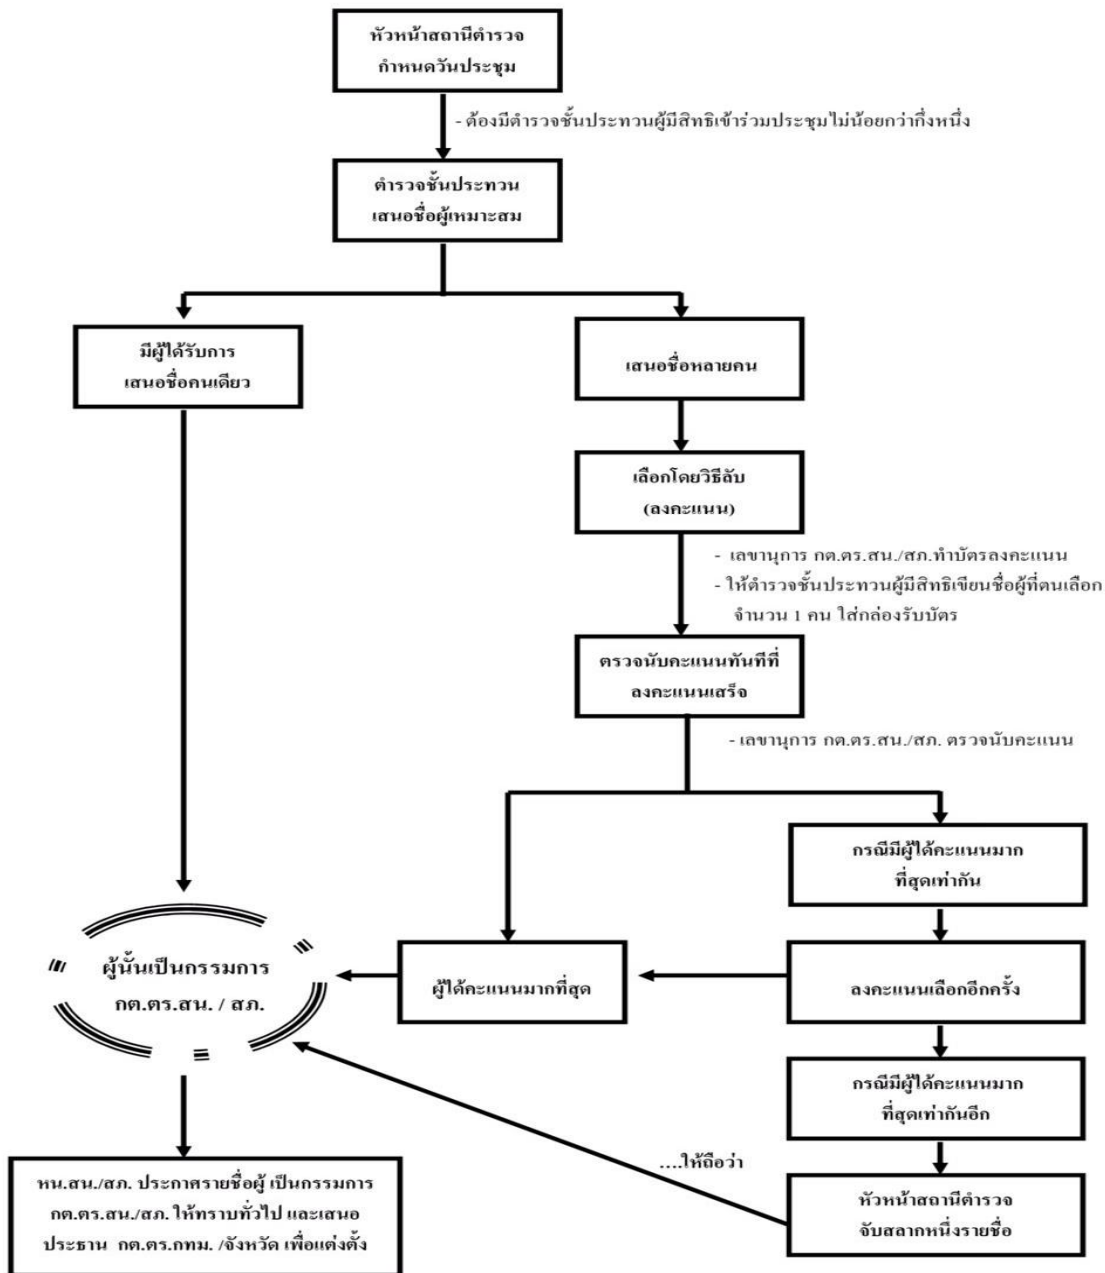 หัวหน้าสถานีตำรวจ
กำหนดวันประชุม
- ต้องมีตำรวจชั้นประทวนผู้มีสิทธิเข้าร่วมประชุมไม่น้อยกว่ากึ่งหนึ่ง
ตำรวจชั้นประทวน
เสนอชื่อผู้เหมาะสม
มีผู้ได้รับการ
เสนอชื่อคนเดียว
เสนอชื่อหลายคน
เลือกโดยวิธีลับ
(ลงคะแนน)
- เลขานุการ กต.ตร.สน./สภ.ทำบัตรลงคะแนน
- ให้ตำรวจชั้นประทวนผู้มีสิทธิเขียนชื่อผู้ที่ตนเลือก
จำนวน 1 คน ใส่กล่องรับบัตร
ตรวจนับคะแนนทันทีที่
ลงคะแนนเสร็จ
- เลขานุการ กต.ตร.สน./สภ. ตรวจนับคะแนน
กรณีมีผู้ได้คะแนนมาก
ที่สุดเท่ากัน
ผู้นั้นเป็นกรรมการ
กต.ตร.สน. / สภ.
ผู้ได้คะแนนมากที่สุด
ลงคะแนนเลือกอีกครั้ง
กรณีมีผู้ได้คะแนนมาก
ที่สุดเท่ากันอีก
....ให้ถือว่า
หัวหน้าสถานีตำรวจ
จับสลากหนึ่งรายชื่อ
หน.สน./สภ. ประกาศรายชื่อผู้ เป็นกรรมการ
กต.ตร.สน./สภ. ให้ทราบทั่วไป และเสนอ
ประธาน กต.ตร.กทม. /จังหวัด เพื่อแต่งตั้ง